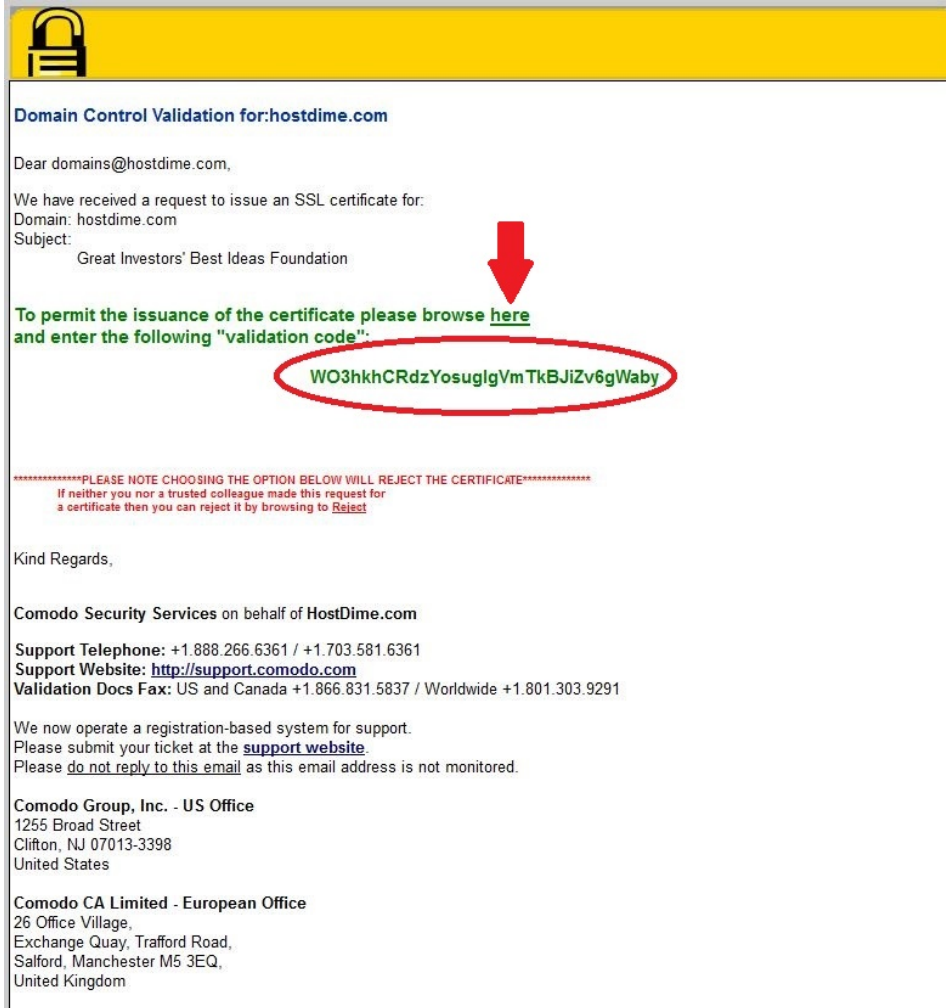 Domain Control Validation for:hostdime.com
Dear domains@hostdime.com,
We have received a request to issue an SSL certificate for:
Domain: hostdime.com
Subject:
Great Investors' Best Ideas Foundation
To permit the issuance of the certificate please browse here
and enter the following "validation code":
WO3hkhCRdzYosuglgVmTkBJiZv6gWaby
**************PLEASE NOTE CHOOSING THE OPTION BELOW WILL REJECT THE CERTIFICATE**************
If neither you nor a trusted colleague made this request for
a certificate then you can reject it by browsing to Reject
Kind Regards,
Comodo Security Services on behalf of HostDime.com
Support Telephone: +1.888.266.6361 / +1.703.581.6361
Support Website: http://support.comodo.com
Validation Docs Fax: US and Canada +1.866.831.5837 / Worldwide +1.801.303.9291
We now operate a registration-based system for support.
Please submit your ticket at the support website.
Please do not reply to this email as this email address is not monitored.
Comodo Group, Inc. - US Office
1255 Broad Street
Clifton, NJ 07013-3398
United States
Comodo CA Limited - European Office
26 Office Village,
Exchange Quay, Trafford Road,
Salford, Manchester M5 3EQ,
United Kingdom